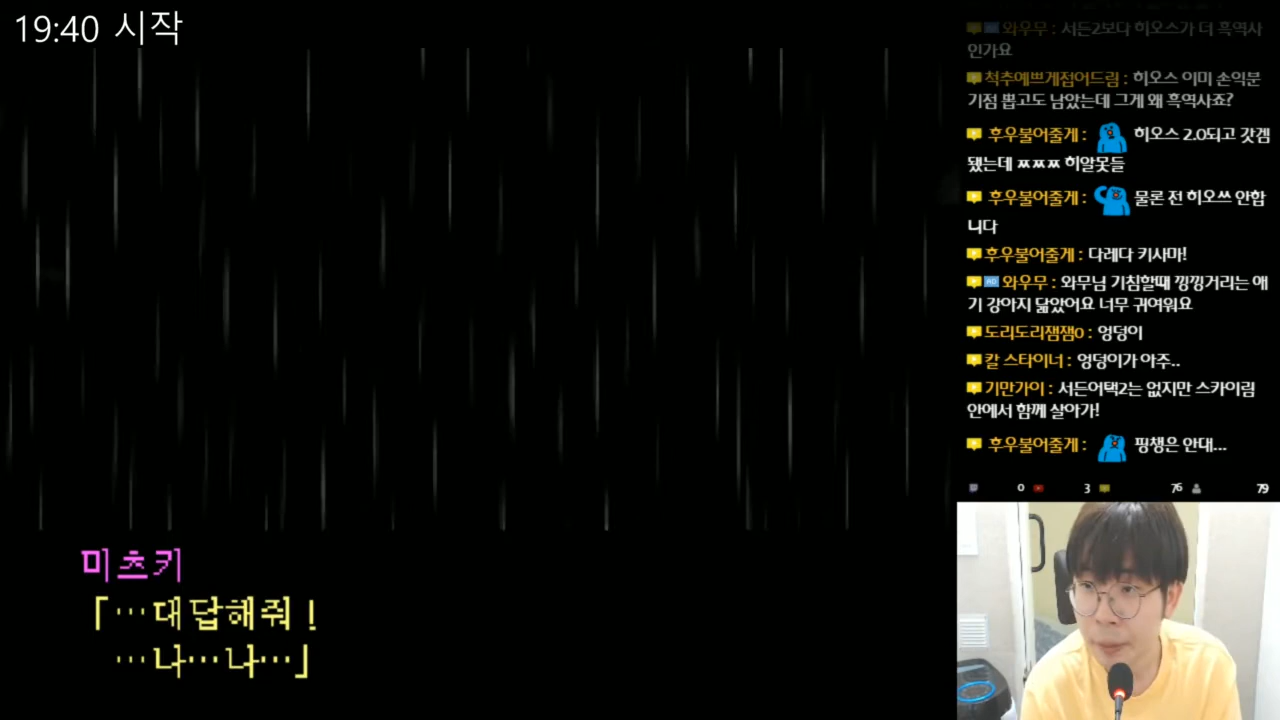 19:40 시작
와우무 : 서든2보다 히오스가 더 흑역사
인가요
척추예쁘게접어드림 : 히오스 이미 손익분
기점 뽑고도 남았는데 그게 왜 흑역사죠?
후우불어줄게 : 히오스 2.0되고 갓겜
됐는데 ㅉㅉㅉ 히알못들
후우불어줄게 : 물론 전 히오쓰 안합
니다
후우불어줄게 : 다레다 키사마!
와우무 : 와무님 기침할때 낑낑거리는 애
기 강아지 닮았어요 너무 귀여워요
도리도리잼잼0 : 엉덩이
칼 스타이너 : 엉덩이가 아주..
기만가이 : 서든어택2는 없지만 스카이림
안에서 함께 살아가!
후우불어줄게 : 핑챙은 안대...
0 3 76 79
미츠키
「…대답해줘!
…나…나…」